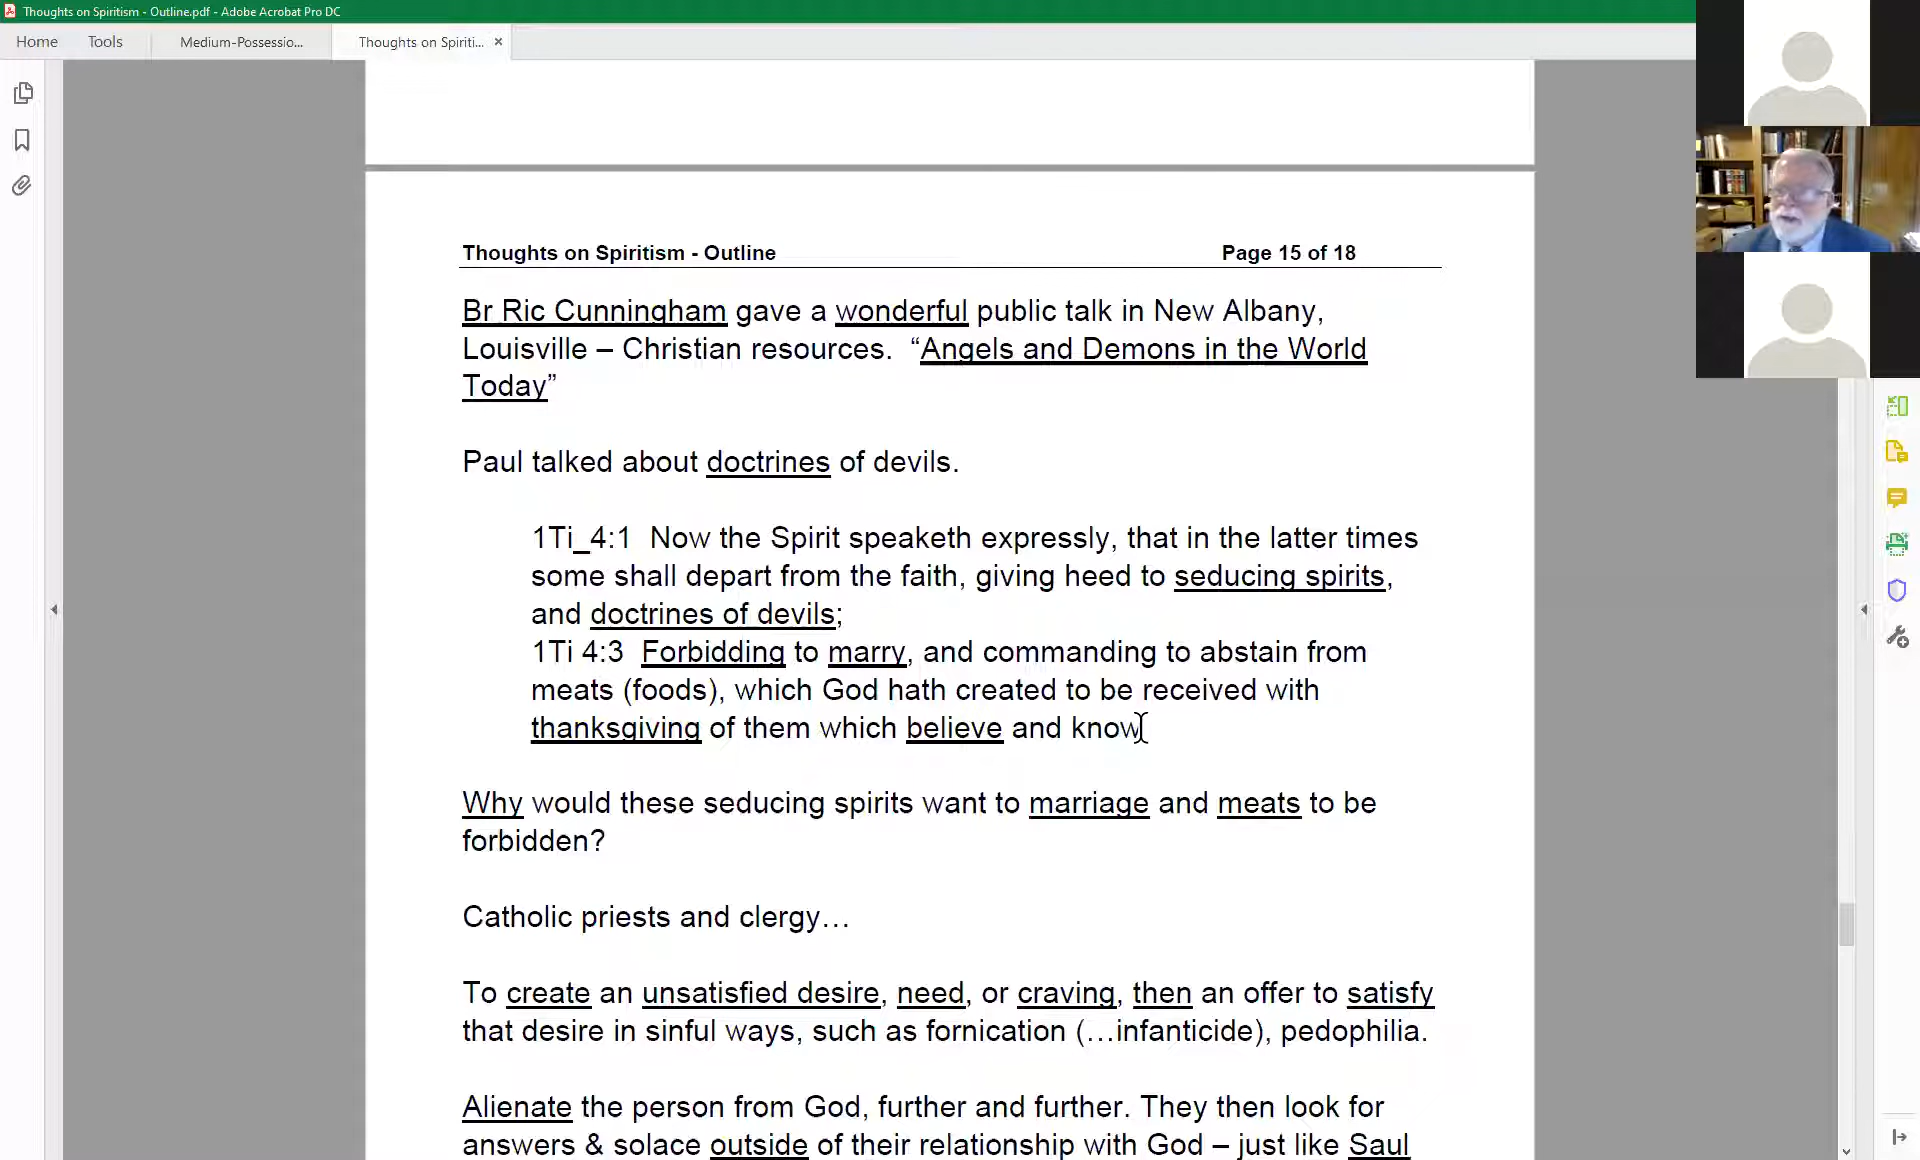 Thoughts on Spiritism - Outline.pdf - Adobe Acrobat Pro DC
Home Tools Medium-Possessio... Thoughts on Spiriti... ×
Thoughts on Spiritism - Outline Page 15 of 18
Br Ric Cunningham gave a wonderful public talk in New Albany,
Louisville – Christian resources. “Angels and Demons in the World
Today”
Paul talked about doctrines of devils.
1Ti_4:1 Now the Spirit speaketh expressly, that in the latter times
some shall depart from the faith, giving heed to seducing spirits,
and doctrines of devils;
1Ti 4:3 Forbidding to marry, and commanding to abstain from
meats (foods), which God hath created to be received with
thanksgiving of them which believe and know
Why would these seducing spirits want to marriage and meats to be
forbidden?
Catholic priests and clergy…
To create an unsatisfied desire, need, or craving, then an offer to satisfy
that desire in sinful ways, such as fornication (…infanticide), pedophilia.
Alienate the person from God, further and further. They then look for
answers & solace outside of their relationship with God – just like Saul